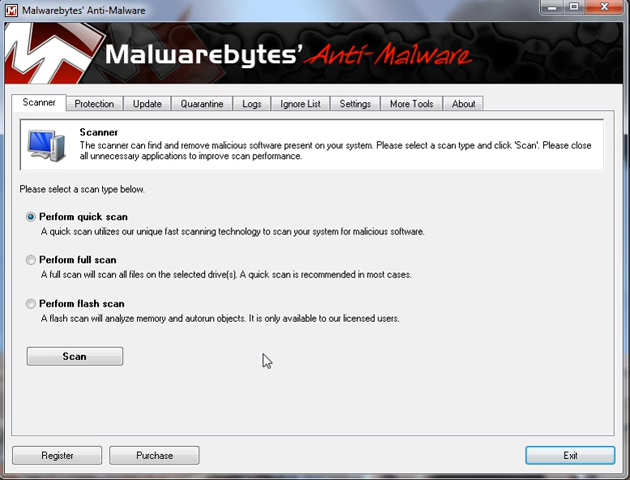 Malwarebytes' Anti-Malware
Malwarebytes' Anti-Malware
Scanner Protection Update Quarantine Logs Ignore List Settings More Tools About
Scanner
The scanner can find and remove malicious software present on your system. Please select a scan type and click 'Scan'. Please close
all unnecessary applications to improve scan performance.
Please select a scan type below.
Perform quick scan
A quick scan utilizes our unique fast scanning technology to scan your system for malicious software.
Perform full scan
A full scan will scan all files on the selected drive(s). A quick scan is recommended in most cases.
Perform flash scan
A flash scan will analyze memory and autorun objects. It is only available to our licensed users.
Scan
Register Purchase Exit